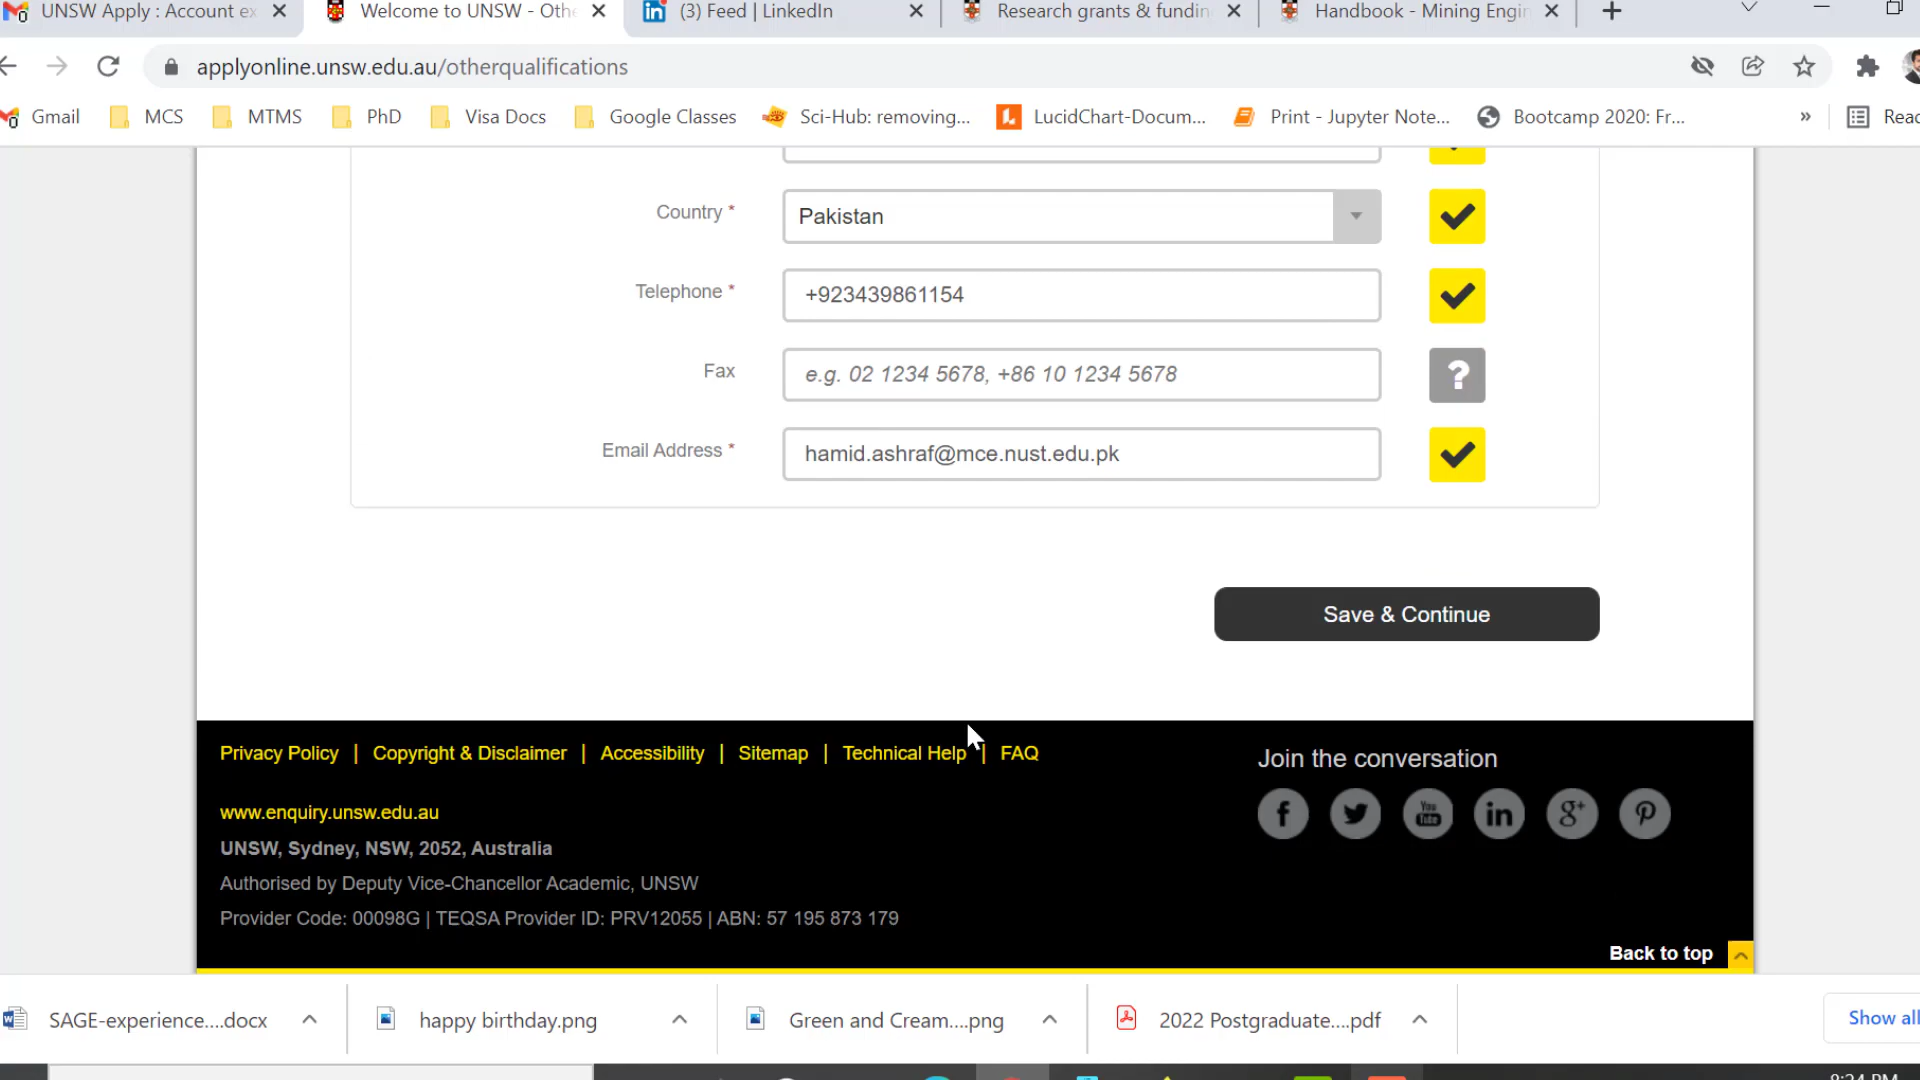 UNSW Apply : Account ex
Welcome to UNSW - Othe
(3) Feed | LinkedIn
Research grants & fundin
Handbook - Mining Engin
applyonline.unsw.edu.au/otherqualifications
Gmail
MCS
MTMS
PhD
Visa Docs
Google Classes
Sci-Hub: removing...
LucidChart-Docum...
Print - Jupyter Note...
Bootcamp 2020: Fr...
»
Reac
Country *
Pakistan
Telephone *
+923439861154
Fax
e.g. 02 1234 5678, +86 10 1234 5678
?
Email Address *
hamid.ashraf@mce.nust.edu.pk
Save & Continue
Privacy Policy | Copyright & Disclaimer | Accessibility | Sitemap | Technical Help | FAQ
Join the conversation
www.enquiry.unsw.edu.au
UNSW, Sydney, NSW, 2052, Australia
Authorised by Deputy Vice-Chancellor Academic, UNSW
Provider Code: 00098G | TEQSA Provider ID: PRV12055 | ABN: 57 195 873 179
Back to top
SAGE-experience....docx
happy birthday.png
Green and Cream....png
2022 Postgraduate....pdf
Show all
8:24 PM